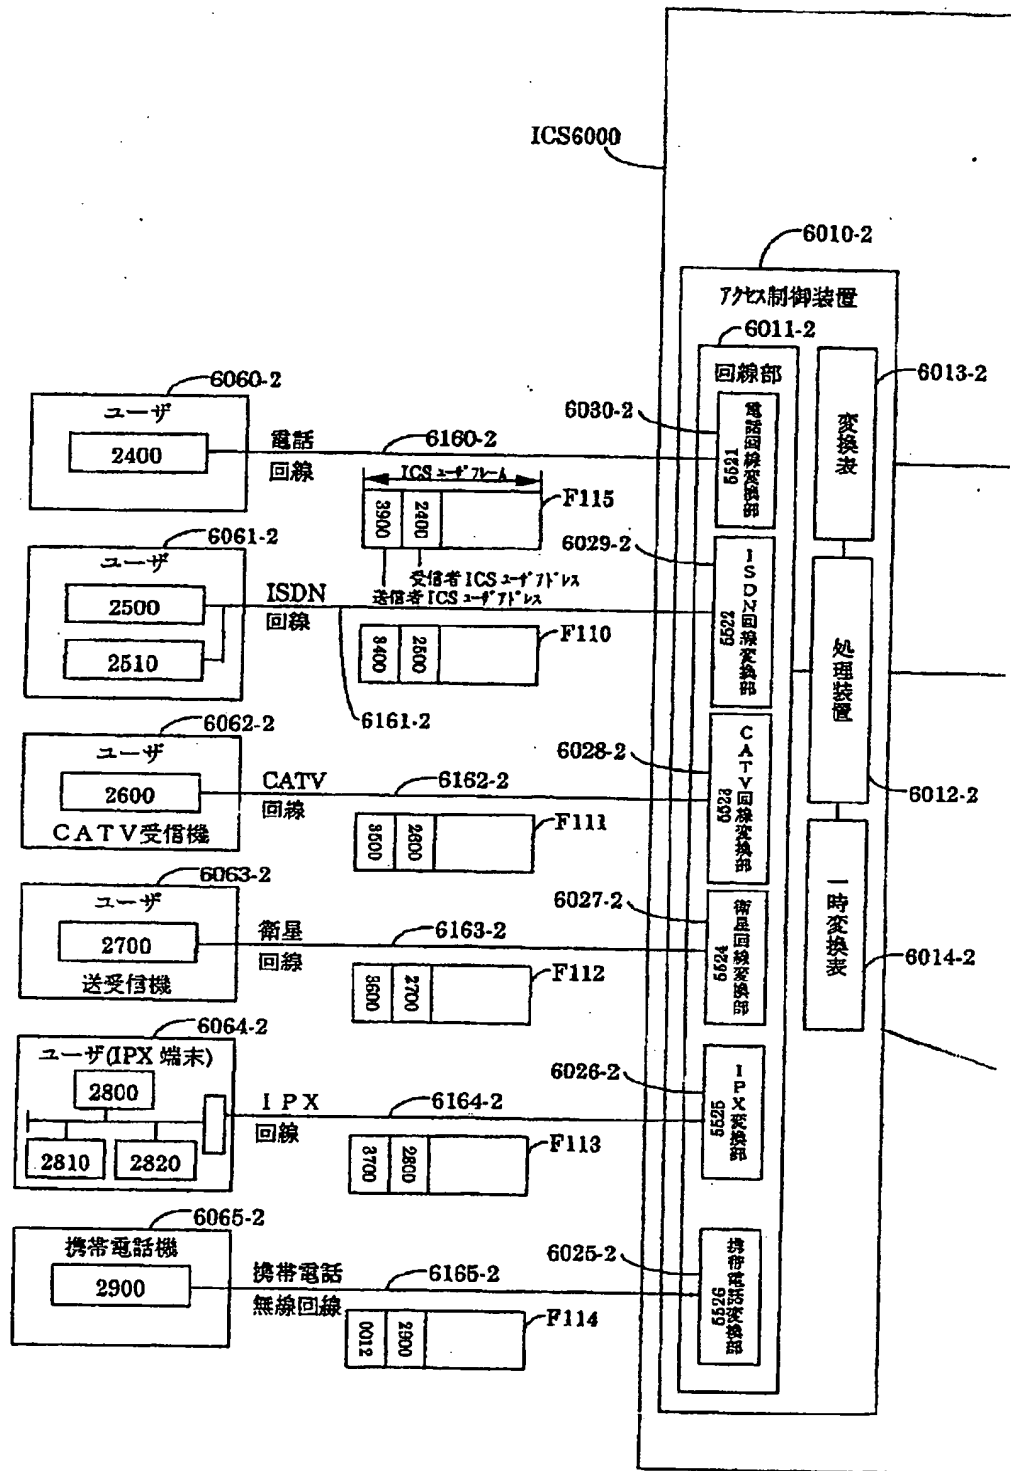 ICS6000
6010-2
アクセス制御装置
6011-2
回線部
6013-2
変換表
6030-2
電話回線変換部
5521
6060-2
ユーザ
2400
電話
回線
6160-2
ICSユーザフレーム
3900
2400
F115
受信者ICSユーザアドレス
送信者ICSユーザアドレス
6029-2
ISDN回線変換部
5522
6061-2
ユーザ
2500
2510
ISDN
回線
6161-2
3400
2500
F110
処理装置
6012-2
6062-2
ユーザ
2600
CATV受信機
CATV
回線
6162-2
3500
2600
F111
6028-2
CATV回線変換部
5523
6063-2
ユーザ
2700
送受信機
衛星
回線
6163-2
3600
2700
F112
6027-2
衛星回線変換部
5524
一時変換表
6014-2
6064-2
ユーザ(IPX 端末)
2800
2810
2820
IPX
回線
6164-2
3700
2800
F113
6026-2
IPX変換部
5525
6065-2
携帯電話機
2900
携帯電話
無線回線
6165-2
0012
2900
F114
6025-2
携帯電話変換部
5526